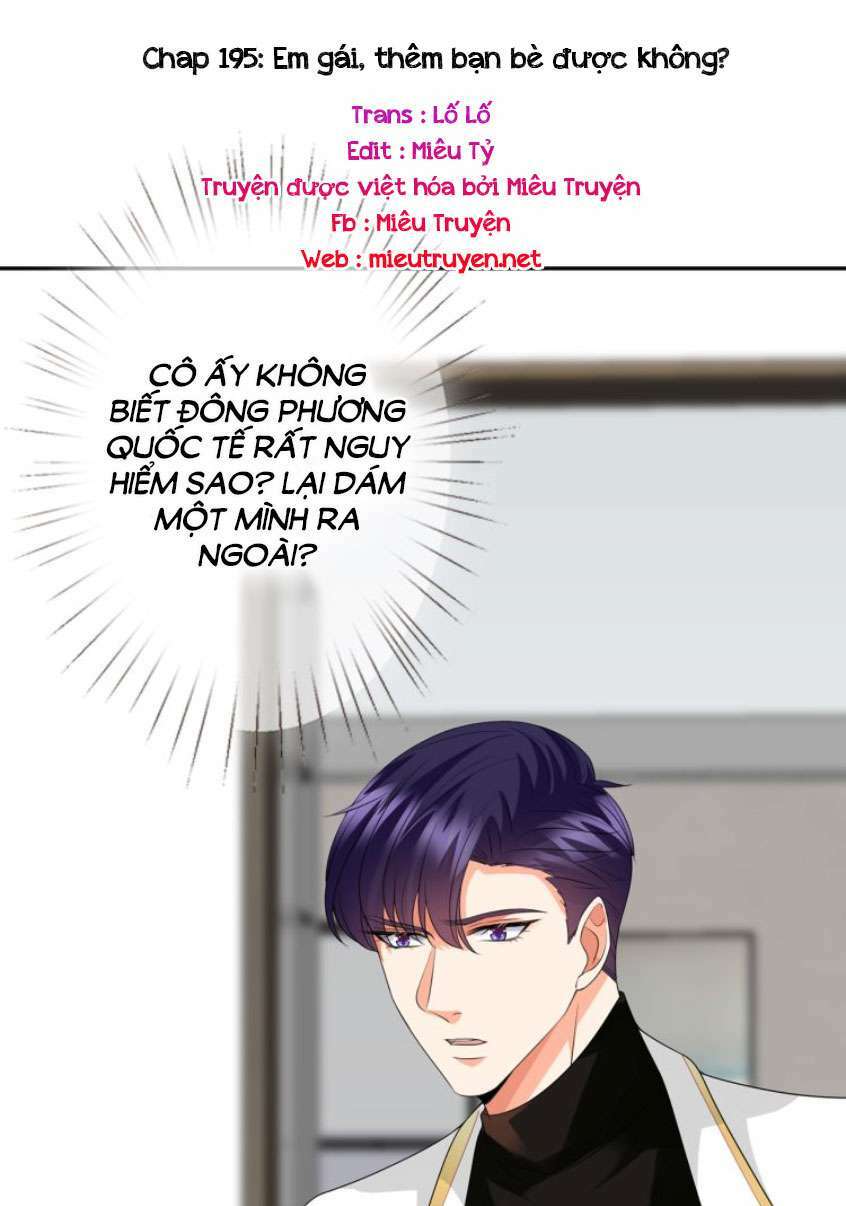 Chap 195: Em gái, thêm bạn bè được không?
Trans : Lố Lố
Edit : Miêu Tỷ
Truyện được việt hóa bởi Miêu Truyện
Fb : Miêu Truyện
Web : mieutruyen.net
CÔ ẤY KHÔNG
BIẾT ĐÔNG PHƯƠNG
QUỐC TẾ RẤT NGUY
HIỂM SAO? LẠI DÁM
MỘT MÌNH RA
NGOÀI?